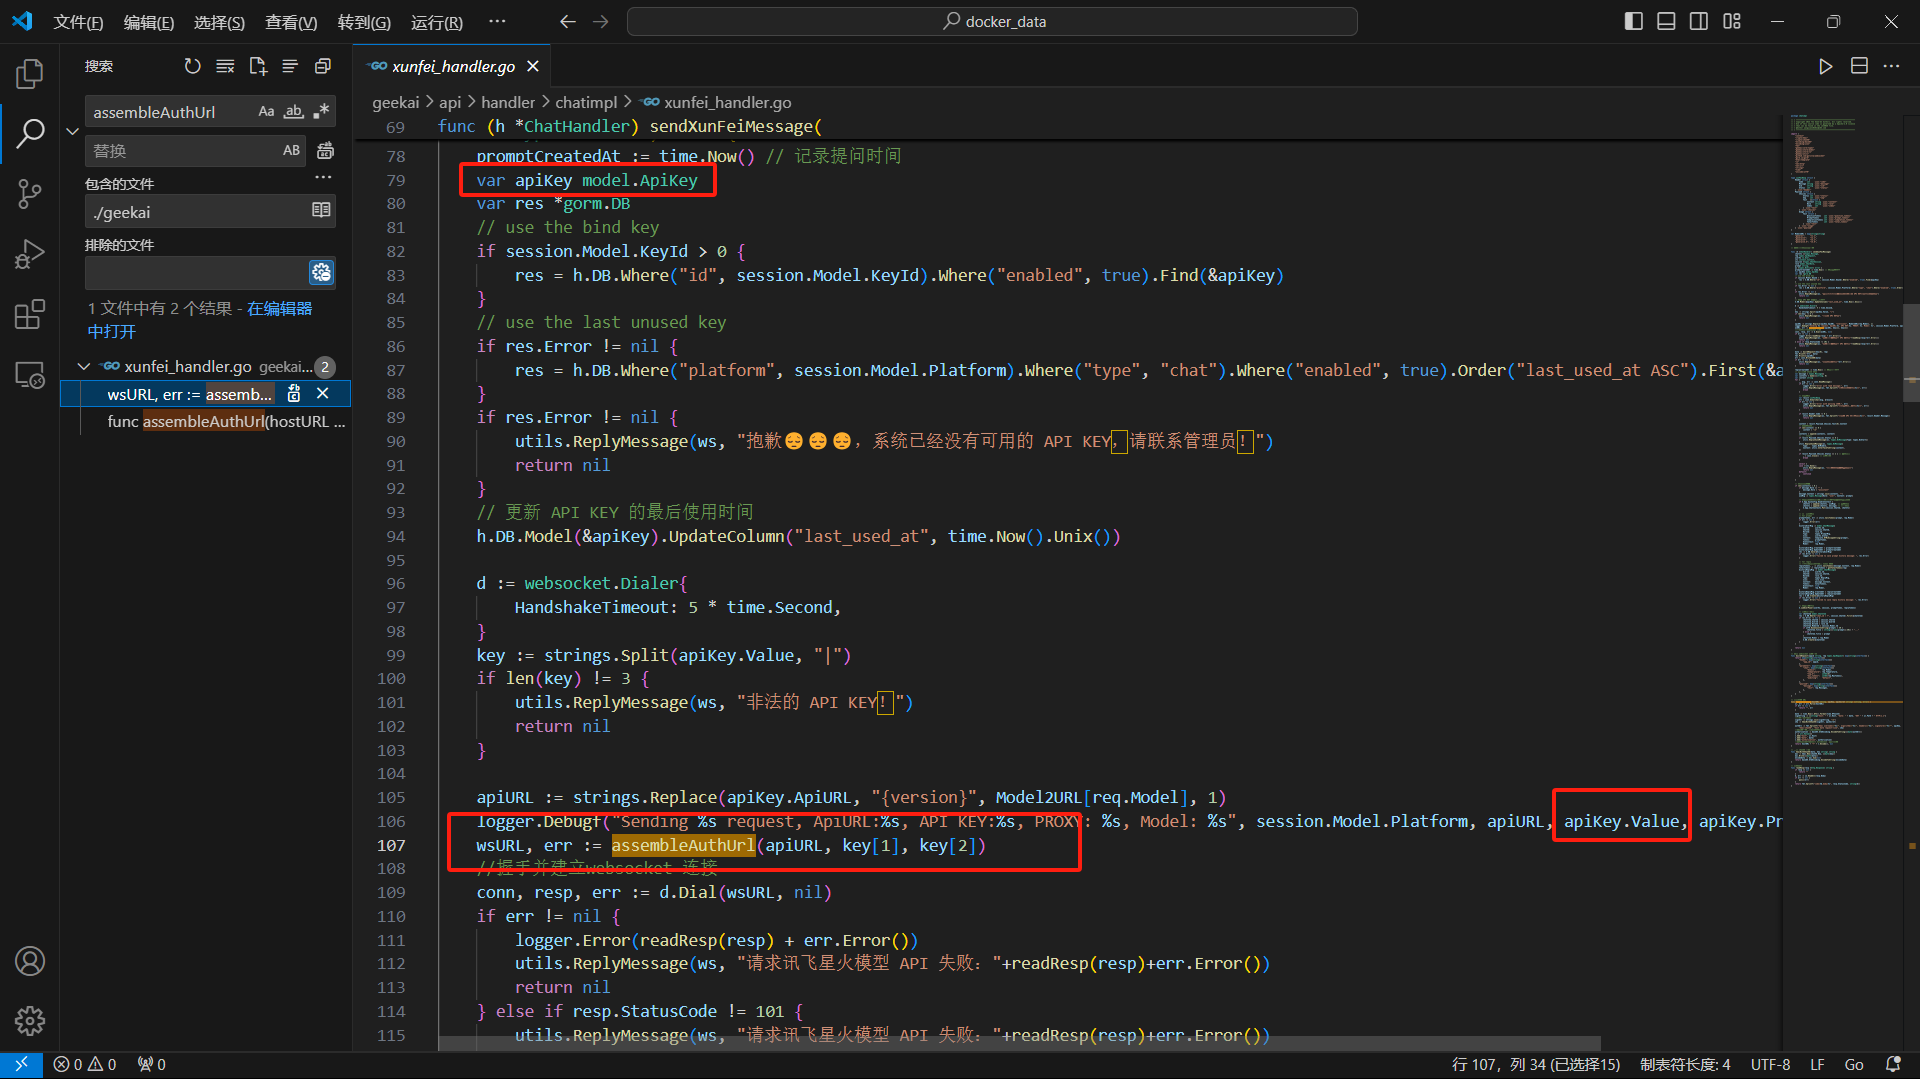 文件(F) 编辑(E) 选择(S) 查看(V) 转到(G) 运行(R) ··· docker_data
搜索
assembleAuthUrl Aa ab
替换 AB
包含的文件
./geekai
排除的文件
1 文件中有 2 个结果 - 在编辑器
中打开
xunfei_handler.go geekai... 2
wsURL, err := assemb...
func assembleAuthUrl(hostURL ...
xunfei_handler.go
geekai > api > handler > chatimpl > xunfei_handler.go
69 func (h *ChatHandler) sendXunFeiMessage(
78 promptCreatedAt := time.Now() // 记录提问时间
79 var apiKey model.ApiKey
80 var res *gorm.DB
81 // use the bind key
82 if session.Model.KeyId > 0 {
83 res = h.DB.Where("id", session.Model.KeyId).Where("enabled", true).Find(&apiKey)
84 }
85 // use the last unused key
86 if res.Error != nil {
87 res = h.DB.Where("platform", session.Model.Platform).Where("type", "chat").Where("enabled", true).Order("last_used_at ASC").First(&a
88 }
89 if res.Error != nil {
90 utils.ReplyMessage(ws, "抱歉😔😔😔，系统已经没有可用的 API KEY，请联系管理员！")
91 return nil
92 }
93 // 更新 API KEY 的最后使用时间
94 h.DB.Model(&apiKey).UpdateColumn("last_used_at", time.Now().Unix())
95
96 d := websocket.Dialer{
97 HandshakeTimeout: 5 * time.Second,
98 }
99 key := strings.Split(apiKey.Value, "|")
100 if len(key) != 3 {
101 utils.ReplyMessage(ws, "非法的 API KEY！")
102 return nil
103 }
104
105 apiURL := strings.Replace(apiKey.ApiURL, "{version}", Model2URL[req.Model], 1)
106 logger.Debugf("Sending %s request, ApiURL:%s, API KEY:%s, PROXY: %s, Model: %s", session.Model.Platform, apiURL, apiKey.Value, apiKey.Pr
107 wsURL, err := assembleAuthUrl(apiURL, key[1], key[2])
108 //握手并建立websocket 连接
109 conn, resp, err := d.Dial(wsURL, nil)
110 if err != nil {
111 logger.Error(readResp(resp) + err.Error())
112 utils.ReplyMessage(ws, "请求讯飞星火模型 API 失败："+readResp(resp)+err.Error())
113 return nil
114 } else if resp.StatusCode != 101 {
115 utils.ReplyMessage(ws, "请求讯飞星火模型 API 失败："+readResp(resp)+err.Error())
0 0 0 行 107，列 34 (已选择15) 制表符长度: 4 UTF-8 LF Go